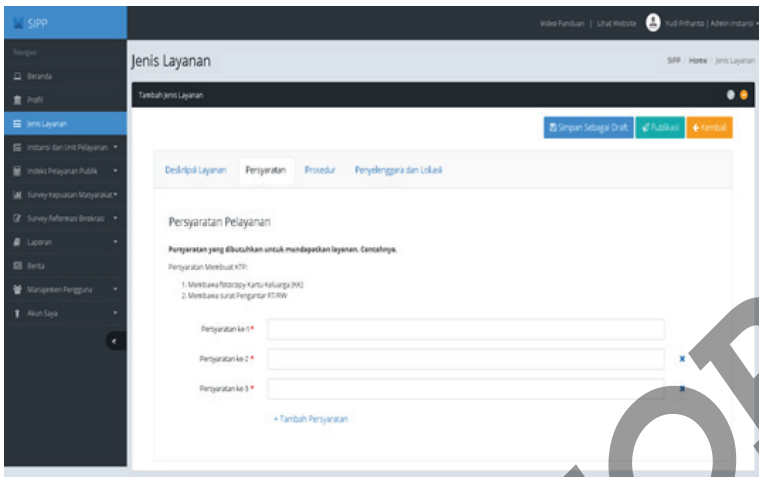 SIPP
Video Panduan | Lihat Website Yudi Prihanto | Admin Instansi
Navigasi
Beranda
Profil
Jenis Layanan
Instansi dan Unit Pelayanan
Indeks Pelayanan Publik
Survey Kepuasan Masyarakat
Survey Reformasi Birokrasi
Laporan
Berita
Manajemen Pengguna
Akun Saya
Jenis Layanan
SIPP Home Jenis Layanan
Tambah Jenis Layanan
Simpan Sebagai Draft Publikasi Kembali
Deskripsi Layanan Persyaratan Prosedur Penyelenggara dan Lokasi
Persyaratan Pelayanan
Persyaratan yang dibutuhkan untuk mendapatkan layanan. Contohnya.
Persyaratan Membuat KTP:
1. Membawa fotocopy Kartu Keluarga (KK)
2. Membawa surat Pengantar RT/RW
Persyaratan ke-1 *
Persyaratan ke-2 * x
Persyaratan ke-3 * x
+ Tambah Persyaratan